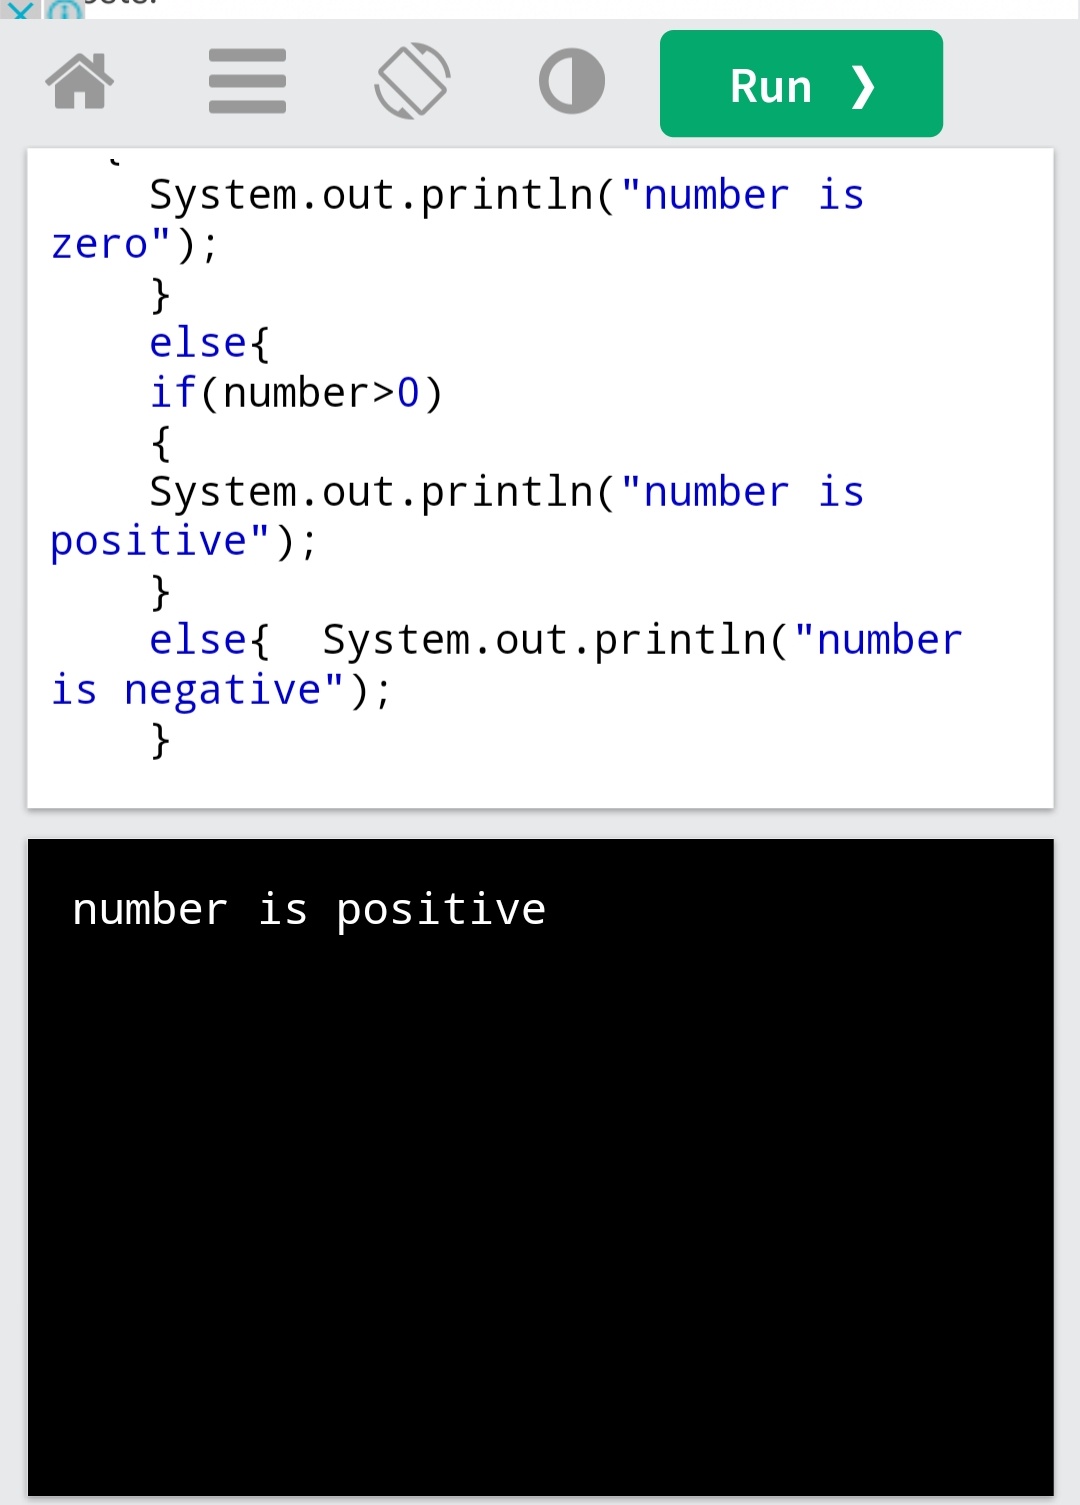 Run ❯
{
System.out.println("number is
zero");
}
else{
if(number>0)
{
System.out.println("number is
positive");
}
else{  System.out.println("number
is negative");
}
number is positive